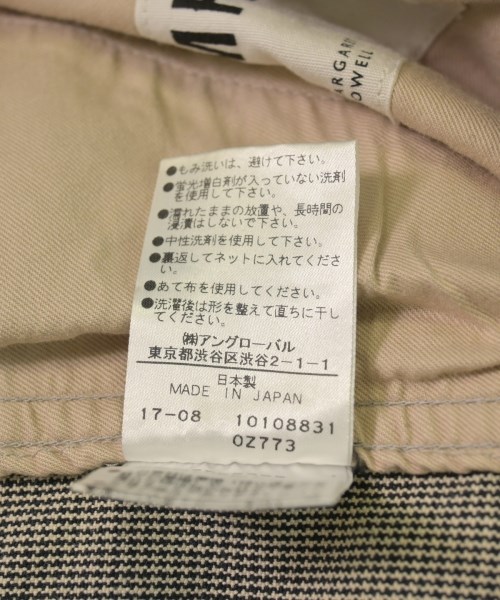 MARGARET
HOWELL
●もみ洗いは、避けて下さい。
●蛍光増白剤が入っていない洗剤
を使用して下さい。
●濡れたままの放置や、長時間の
浸漬はしないで下さい。
●中性洗剤を使用して下さい。
●裏返してネットに入れてくださ
い。
●あて布を使用してください。
●洗濯後は形を整えて直ちに干し
てください。
㈱アングローバル
東京都渋谷区渋谷2-1-1
日本製
MADE IN JAPAN
17-08 10108831
0Z773